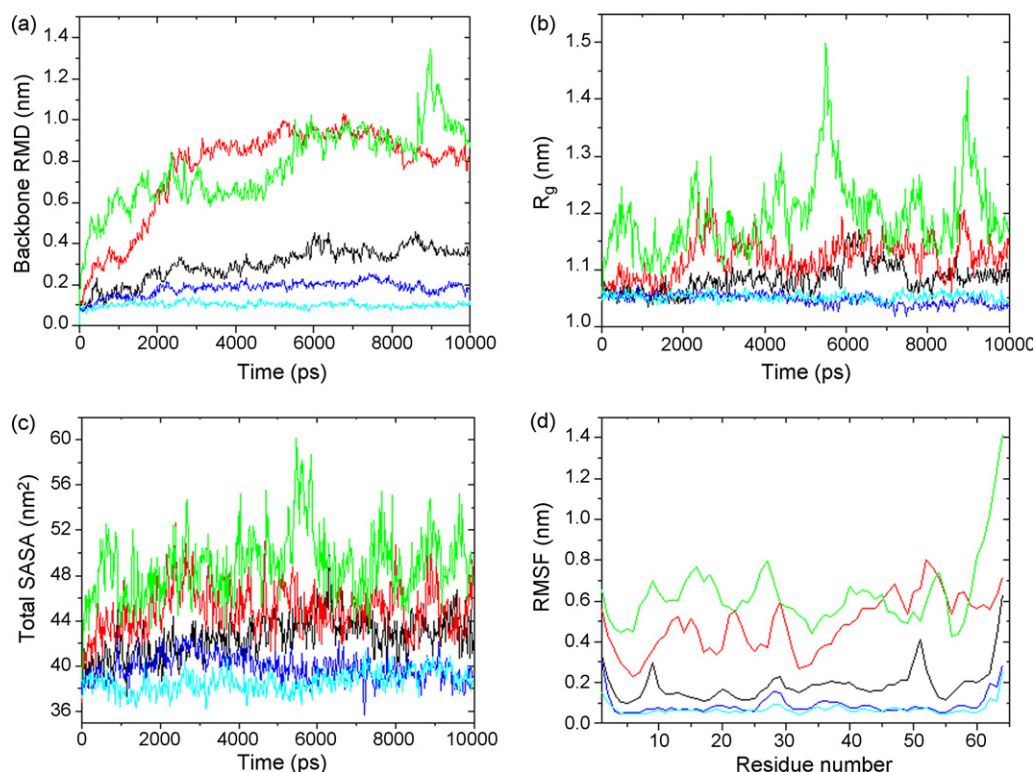 (a)
Backbone RMD (nm)
1.4
1.2
1.0
0.8
0.6
0.4
0.2
0.0
0 2000 4000 6000 8000 10000
Time (ps)
(b)
Rg (nm)
1.5
1.4
1.3
1.2
1.1
1.0
0 2000 4000 6000 8000 10000
Time (ps)
(c)
Total SASA (nm²)
60
56
52
48
44
40
36
0 2000 4000 6000 8000 10000
Time (ps)
(d)
RMSF (nm)
1.4
1.2
1.0
0.8
0.6
0.4
0.2
0.0
10 20 30 40 50 60
Residue number